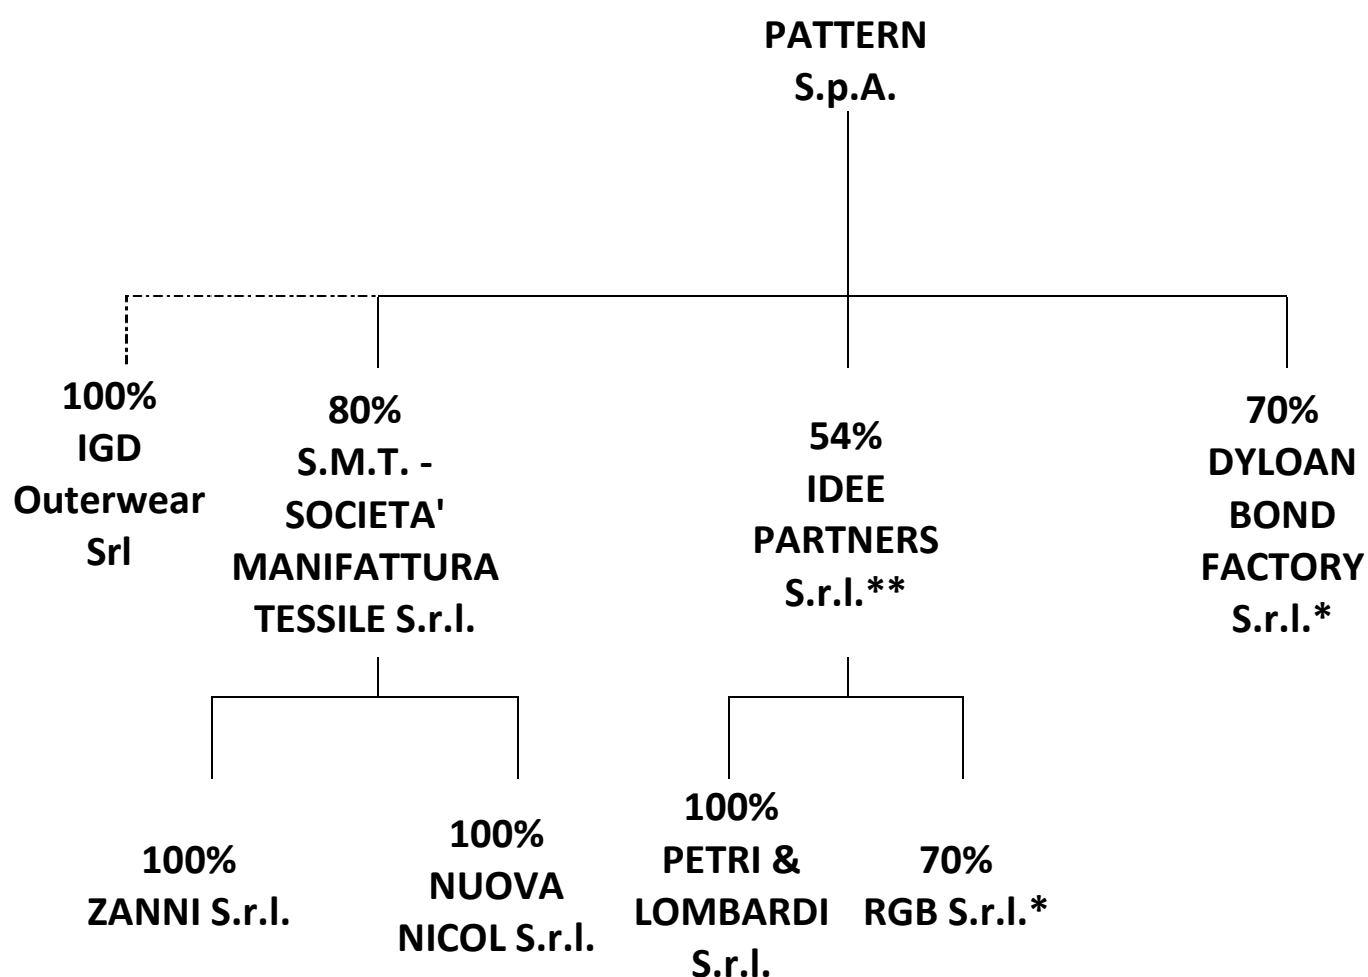 PATTERN
S.p.A.
100%
IGD
Outerwear
Srl
80%
S.M.T. -
SOCIETA'
MANIFATTURA
TESSILE S.r.l.
54%
IDEE
PARTNERS
S.r.l.**
70%
DYLOAN
BOND
FACTORY
S.r.l.*
100%
ZANNI S.r.l.
100%
NUOVA
NICOL S.r.l.
100%
PETRI &
LOMBARDI
S.r.l.
70%
RGB S.r.l.*